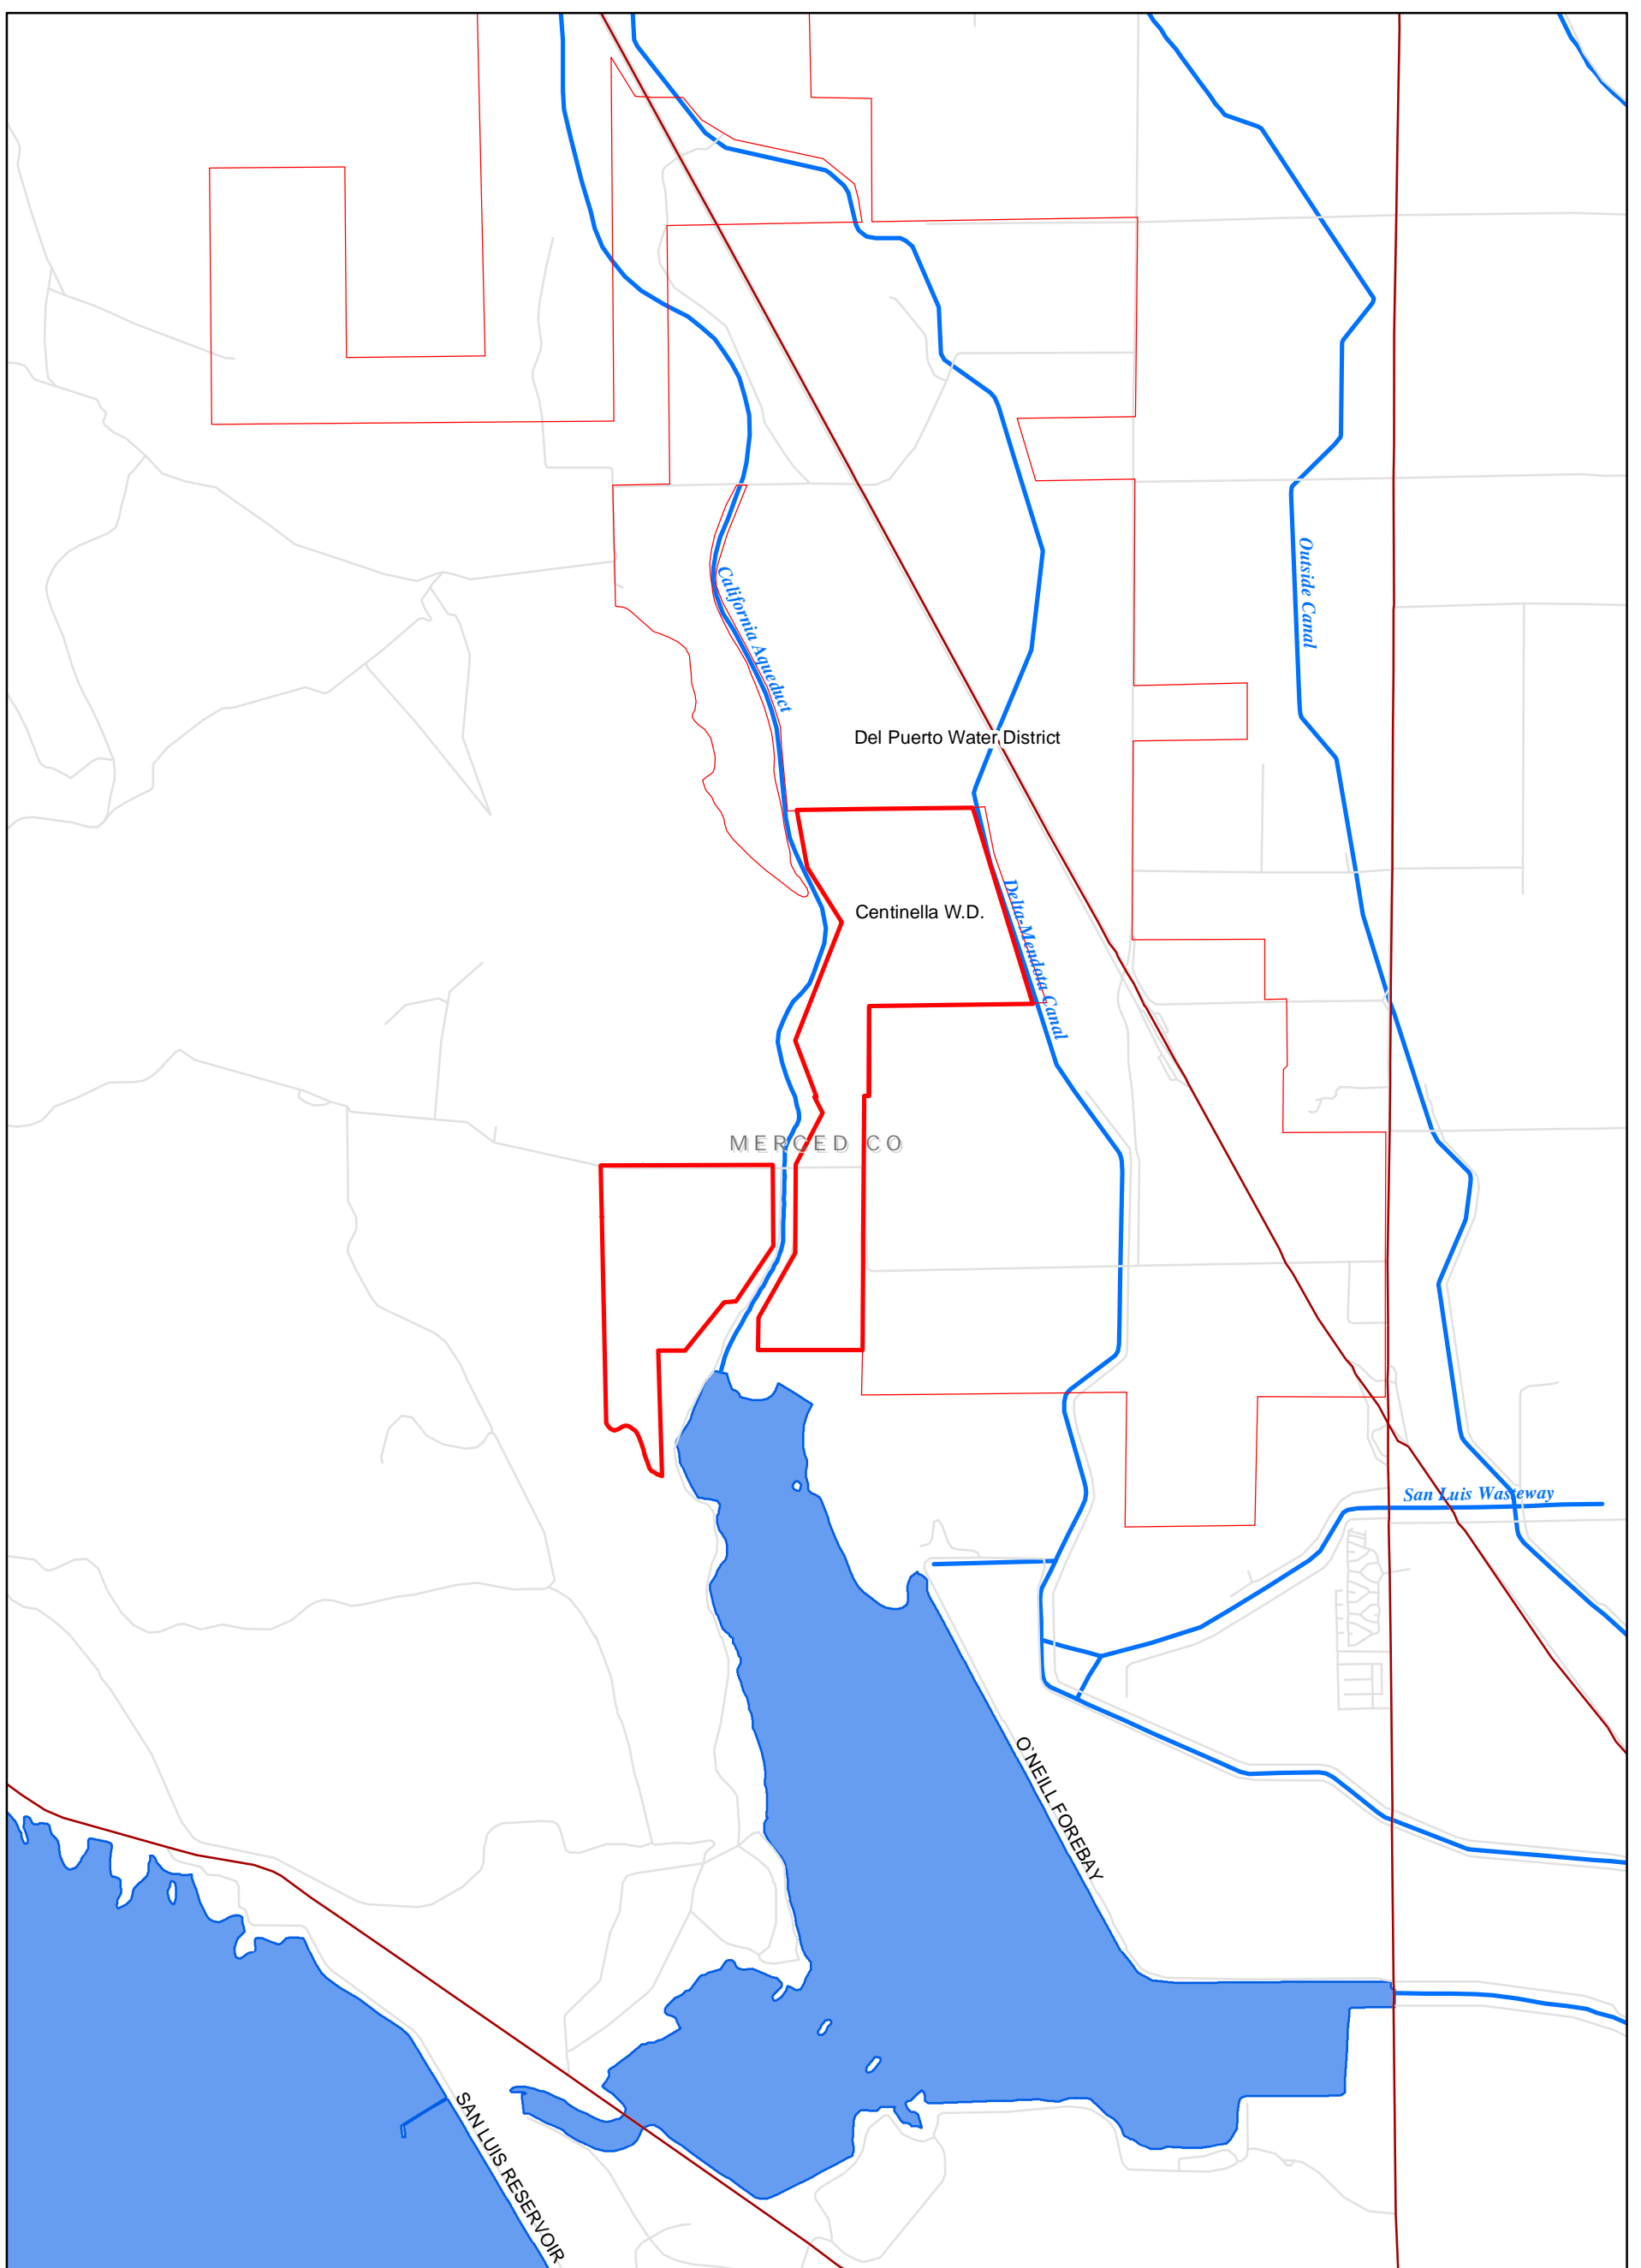 Outside Canal
California Aqueduct
Del Puerto Water District
Centinella W.D.
Delta-Mendota Canal
MERCED CO
San Luis Wasteway
O`NEILL FOREBAY
SAN LUIS RESERVOIR